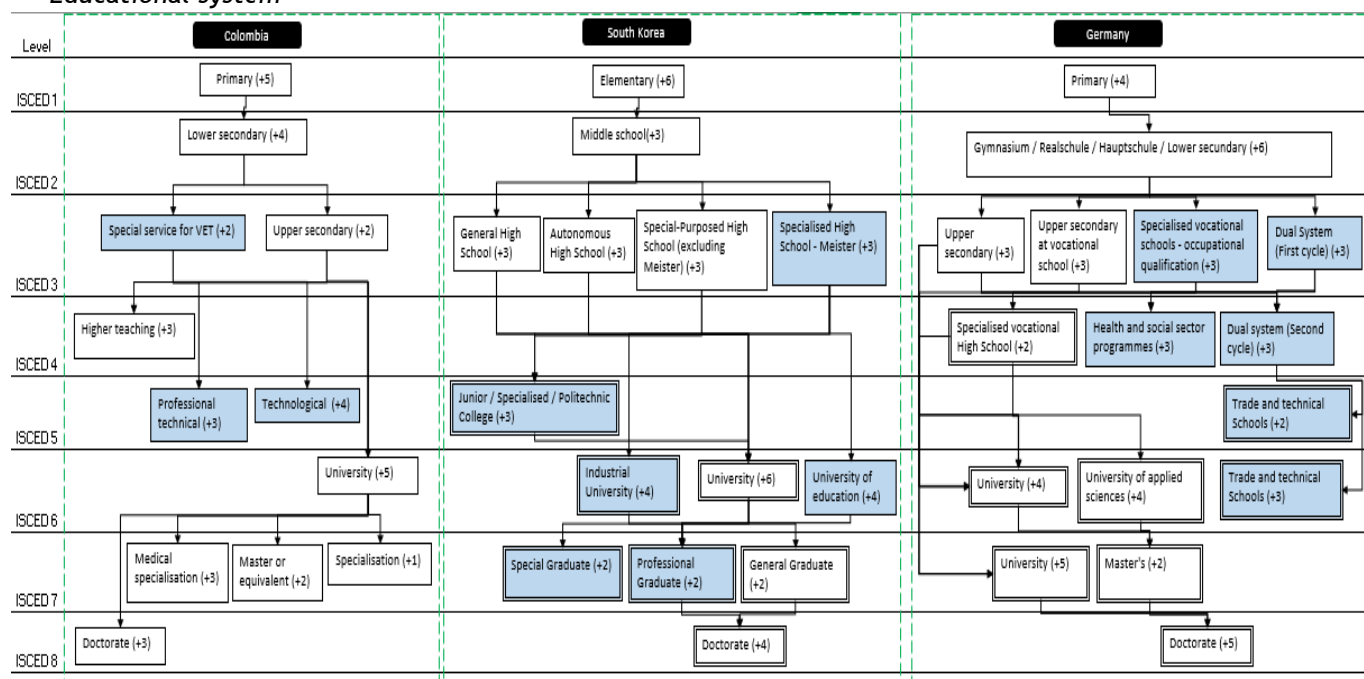 Educational system
Level
Colombia
South Korea
Germany
ISCED 1
Primary (+5)
Elementary (+6)
Primary (+4)
ISCED 2
Lower secondary (+4)
Middle school(+3)
Gymnasium / Realschule / Hauptschule / Lower secundary (+6)
ISCED 3
Special service for VET (+2)
Upper secondary (+2)
General High
School (+3)
Autonomous
High School (+3)
Special-Purposed High
School (excluding
Meister) (+3)
Specialised High
School - Meister (+3)
Upper
secondary (+3)
Upper secondary
at vocational
school (+3)
Specialised vocational
schools - occupational
qualification (+3)
Dual System
(First cycle) (+3)
ISCED 4
Higher teaching (+3)
Specialised vocational
High School (+2)
Health and social sector
programmes (+3)
Dual system (Second
cycle) (+3)
ISCED 5
Professional
technical (+3)
Technological (+4)
Junior / Specialised / Politechnic
College (+3)
Trade and technical
Schools (+2)
ISCED 6
University (+5)
Industrial
University (+4)
University (+6)
University of
education (+4)
University (+4)
University of applied
sciences (+4)
Trade and technical
Schools (+3)
ISCED 7
Medical
specialisation (+3)
Master or
equivalent (+2)
Specialisation (+1)
Special Graduate (+2)
Professional
Graduate (+2)
General Graduate
(+2)
University (+5)
Master's (+2)
ISCED 8
Doctorate (+3)
Doctorate (+4)
Doctorate (+5)